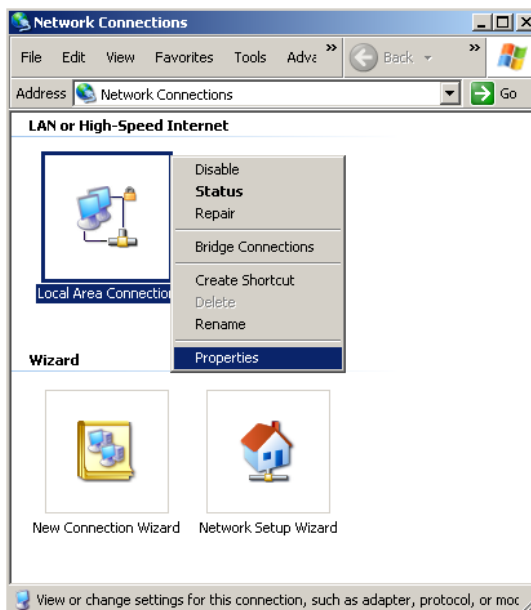 Network Connections
File Edit View Favorites Tools Adva » Back »
Address Network Connections Go
LAN or High-Speed Internet
Disable
Status
Repair
Bridge Connections
Local Area Connection
Create Shortcut
Delete
Rename
Properties
Wizard
New Connection Wizard Network Setup Wizard
View or change settings for this connection, such as adapter, protocol, or moc